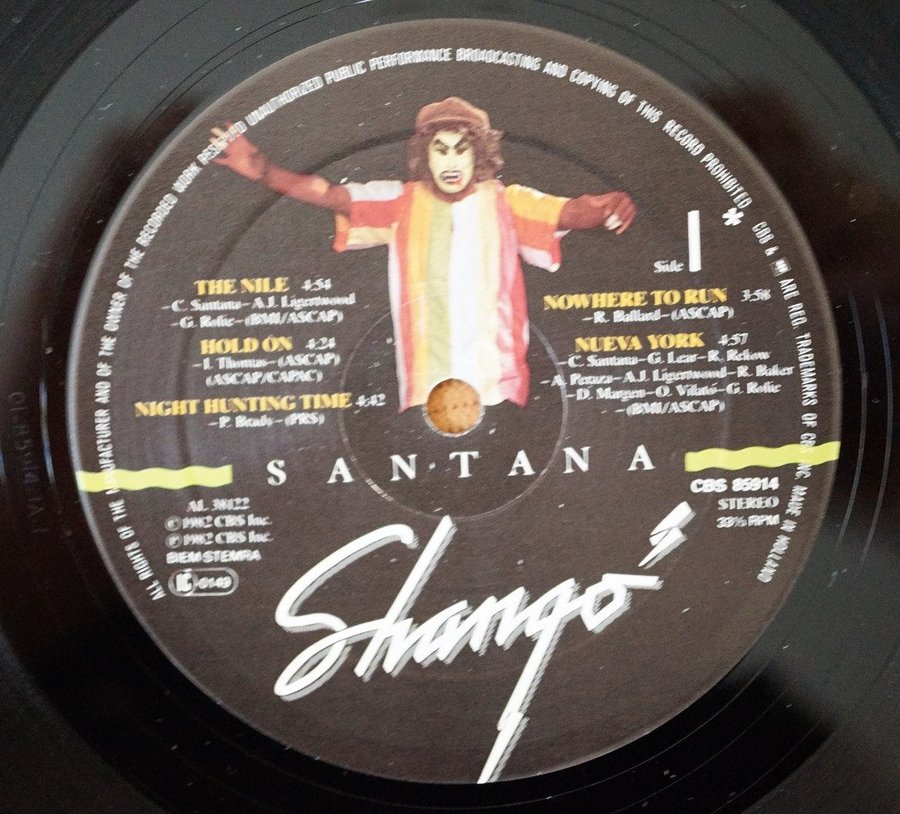 ALL RIGHTS OF THE MANUFACTURER AND OF THE OWNER OF THE RECORDED WORK RESERVED UNAUTHORIZED PUBLIC PERFORMANCE BROADCASTING AND COPYING OF THIS RECORD PROHIBITED * CBS & ARE REG. TRADEMARKS OF CBS INC. MADE IN HOLLAND
Side 1
THE NILE 4:54
–C. Santana–A.J. Ligertwood
–G. Rolie–(BMI/ASCAP)
HOLD ON 4:24
–I. Thomas–(ASCAP)
(ASCAP/CAPAC)
NIGHT HUNTING TIME 4:42
–P. Brady–(PRS)
NOWHERE TO RUN 3:58
–R. Ballard–(ASCAP)
NUEVA YORK 4:57
–C. Santana–G. Lear–R. Rekow
–A. Peraza–A.J. Ligertwood–R. Baker
–D. Margen–O. Vilató–G. Rolie
–(BMI/ASCAP)
SANTANA
AL 38122
© 1982 CBS Inc.
℗ 1982 CBS Inc.
BIEM STEMRA
LC 0149
CBS 85914
STEREO
33⅓ RPM
Shangó